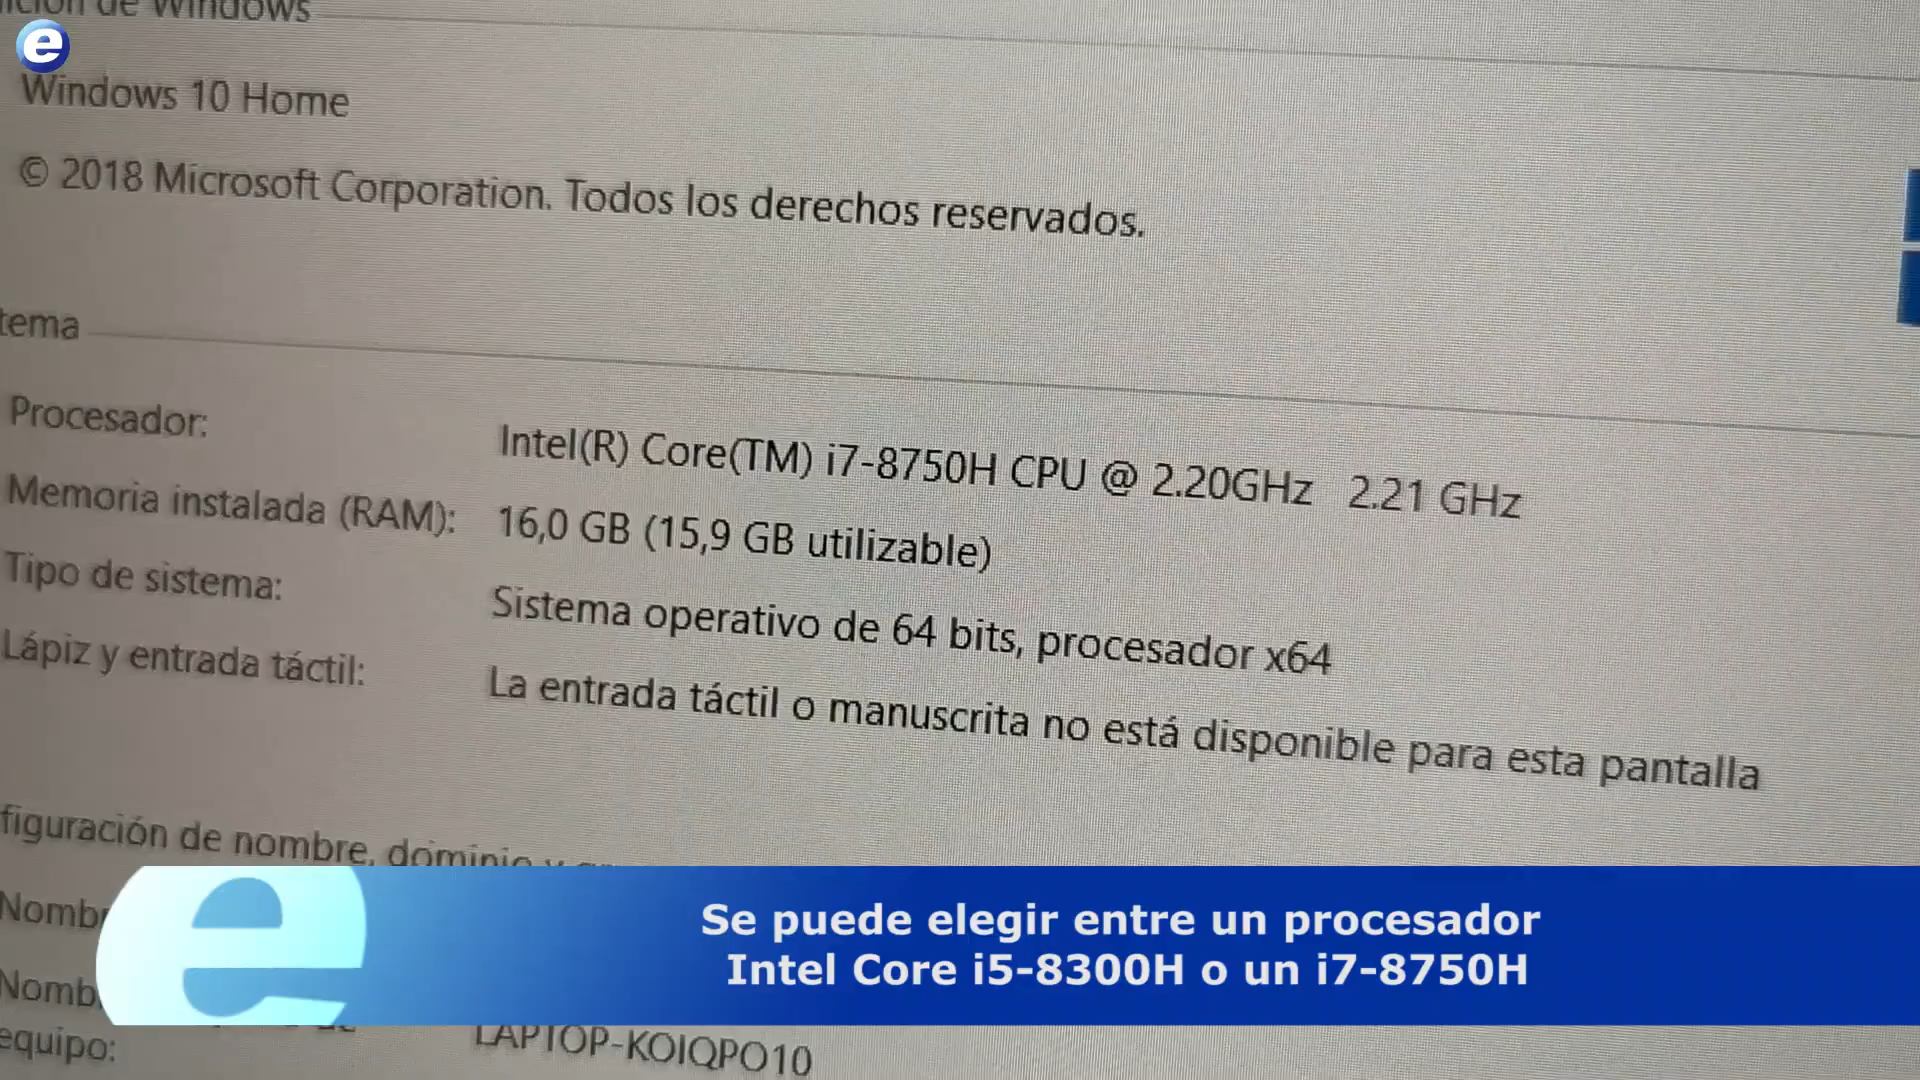 de Windows
e
Windows 10 Home
© 2018 Microsoft Corporation. Todos los derechos reservados.
tema
Procesador: Intel(R) Core(TM) i7-8750H CPU @ 2.20GHz 2.21 GHz
Memoria instalada (RAM): 16,0 GB (15,9 GB utilizable)
Tipo de sistema: Sistema operativo de 64 bits, procesador x64
Lápiz y entrada táctil: La entrada táctil o manuscrita no está disponible para esta pantalla
figuración de nombre, dominio y
Nomb
e
Se puede elegir entre un procesador
Intel Core i5-8300H o un i7-8750H
Nomb
equipo: LAPTOP-KOIQPO10